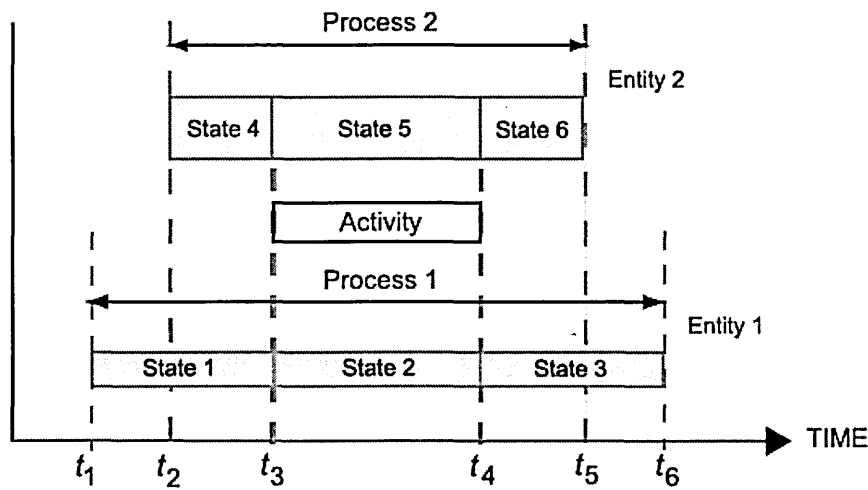 Process 2
Entity 2
State 4 State 5 State 6
Activity
Process 1
Entity 1
State 1 State 2 State 3
TIME
t1 t2 t3 t4 t5 t6